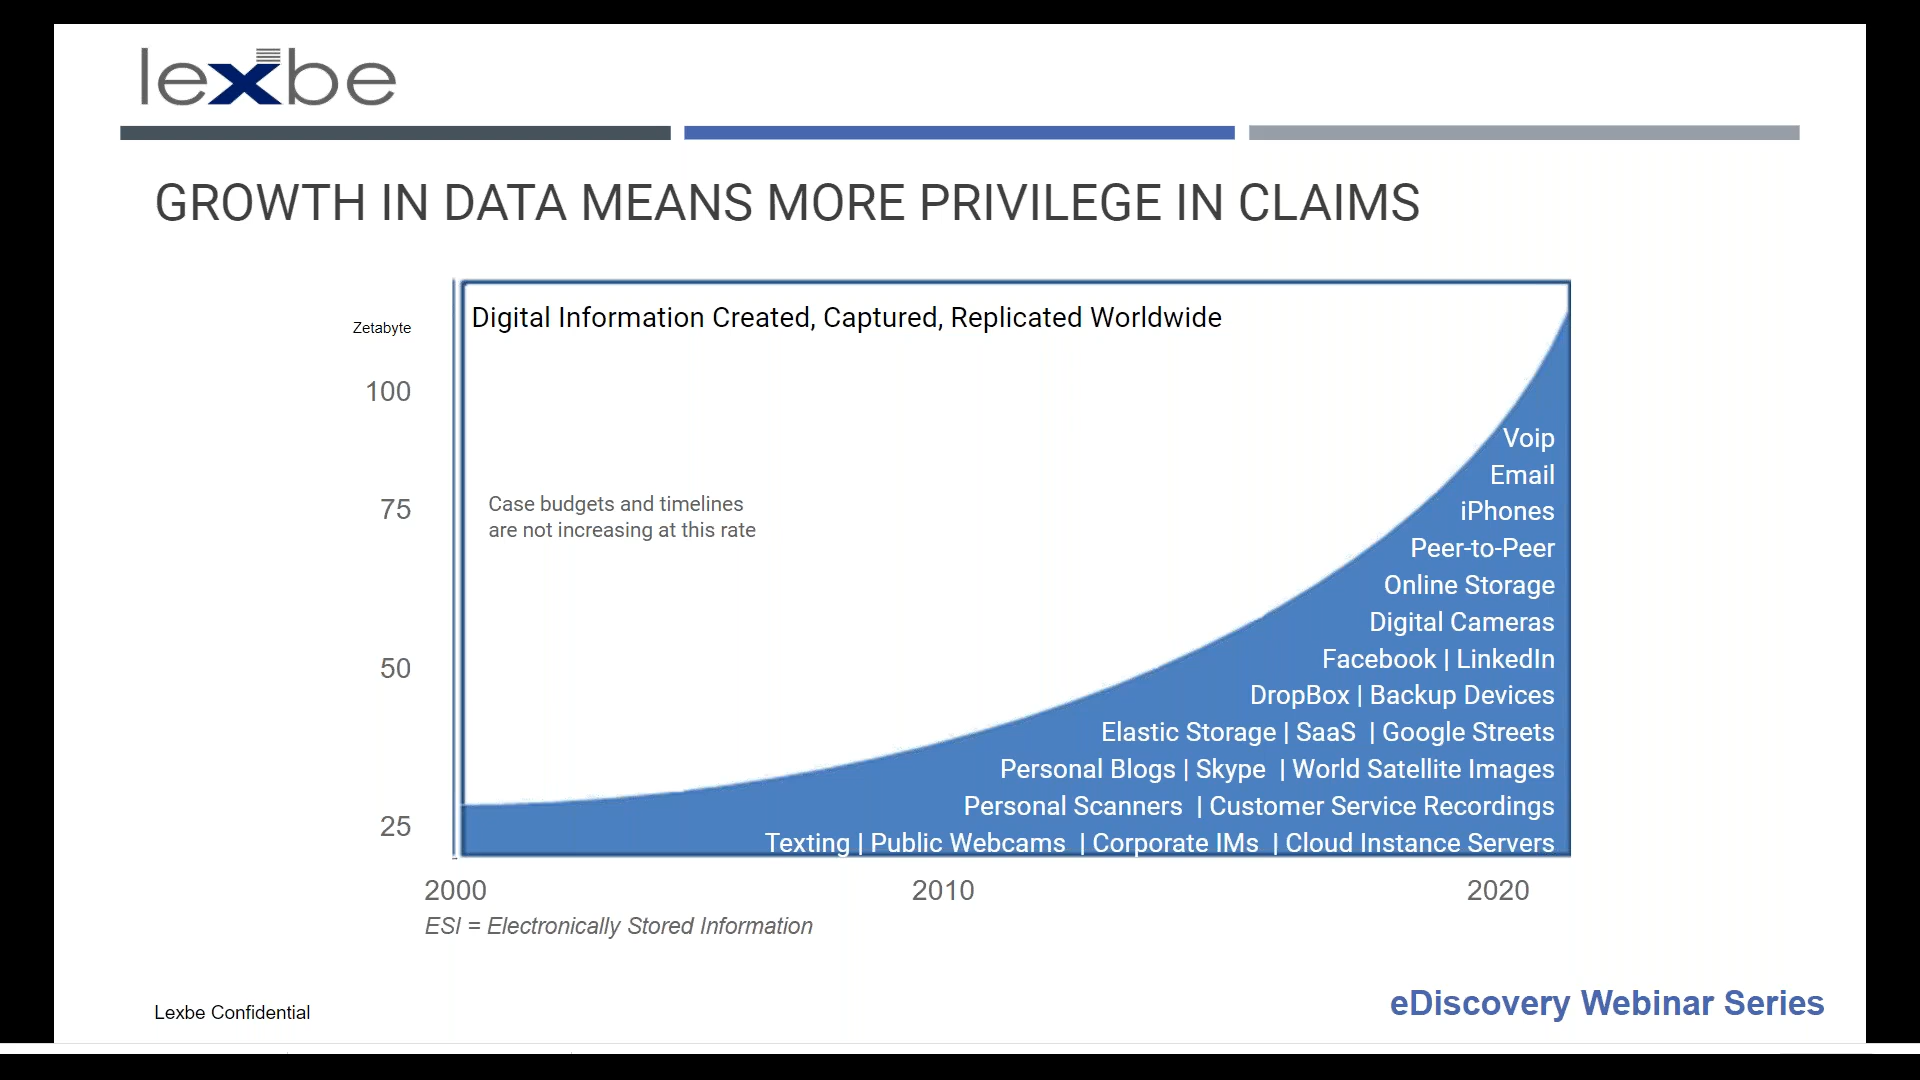 lexbe
GROWTH IN DATA MEANS MORE PRIVILEGE IN CLAIMS
Zetabyte
Digital Information Created, Captured, Replicated Worldwide
100
75
50
25
Case budgets and timelines
are not increasing at this rate
Voip
Email
iPhones
Peer-to-Peer
Online Storage
Digital Cameras
Facebook | LinkedIn
DropBox | Backup Devices
Elastic Storage | SaaS | Google Streets
Personal Blogs | Skype | World Satellite Images
Personal Scanners | Customer Service Recordings
Texting | Public Webcams | Corporate IMs | Cloud Instance Servers
2000 2010 2020
ESI = Electronically Stored Information
Lexbe Confidential
eDiscovery Webinar Series